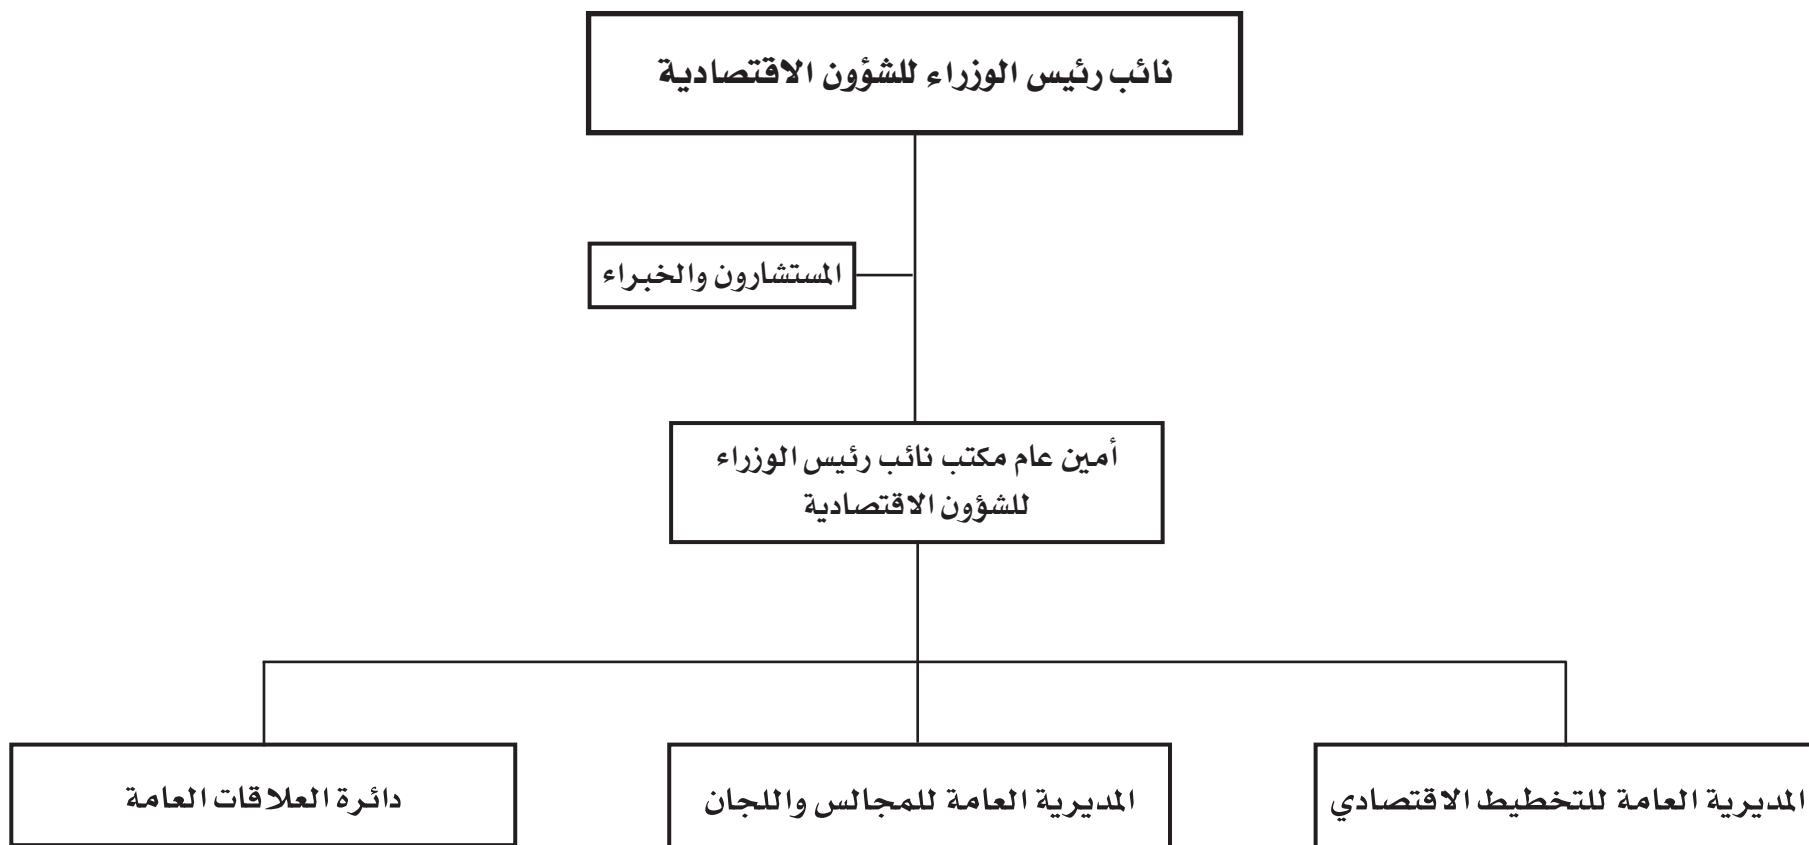 نائب رئيس الوزراء للشؤون الاقتصادية
المستشارون والخبراء
أمين عام مكتب نائب رئيس الوزراء
للشؤون الاقتصادية
المديرية العامة للتخطيط الاقتصادي
المديرية العامة للمجالس واللجان
دائرة العلاقات العامة